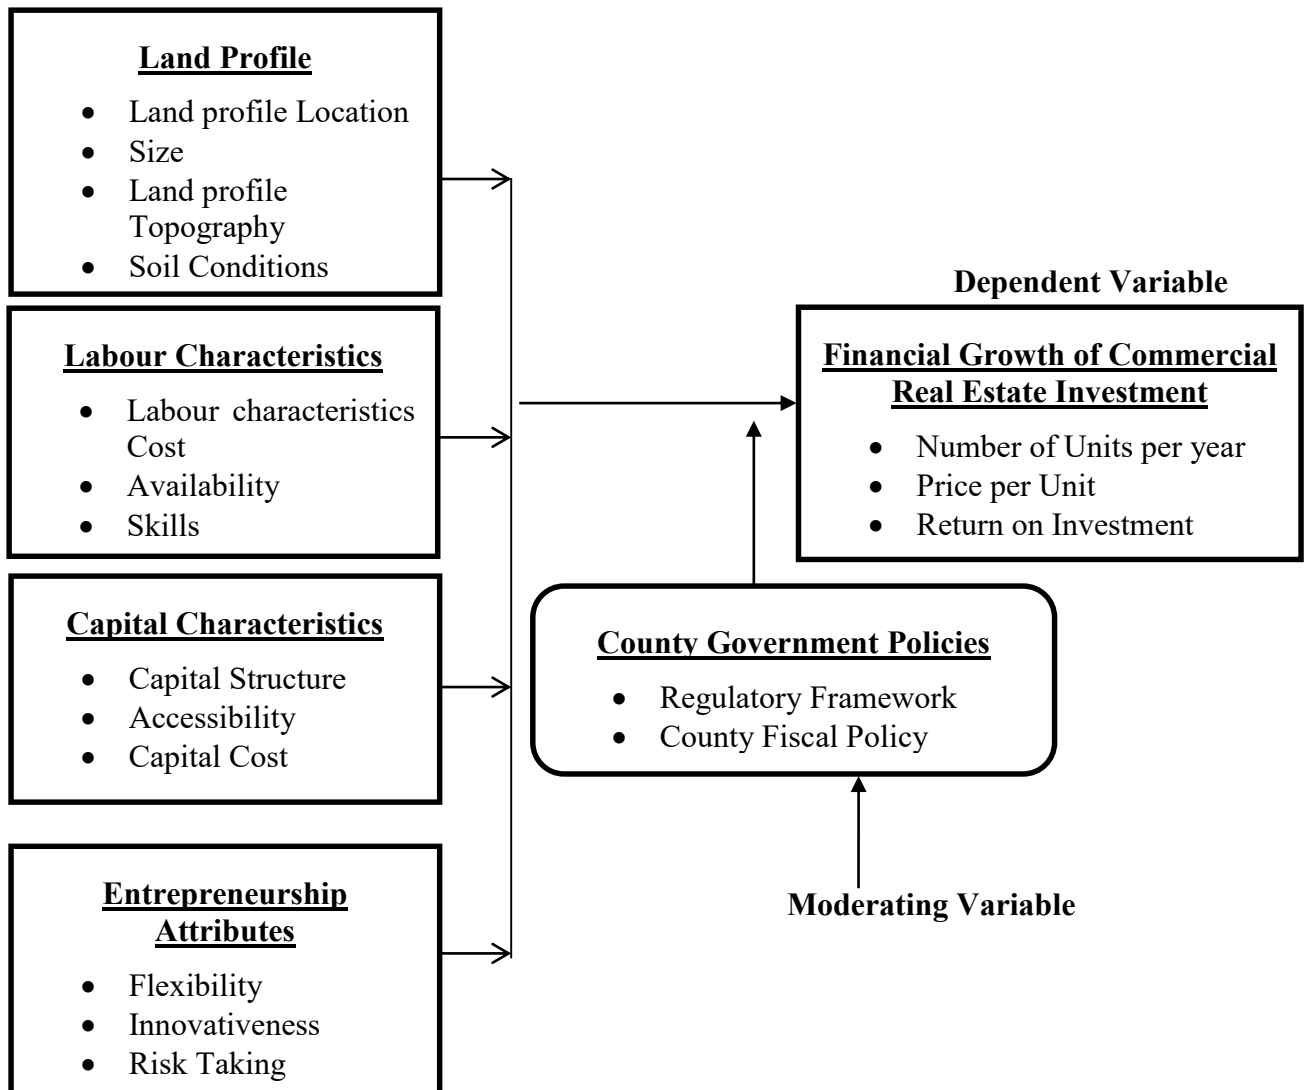 Land Profile
• Land profile Location
• Size
• Land profile
Topography
• Soil Conditions
Labour Characteristics
• Labour characteristics
Cost
• Availability
• Skills
Capital Characteristics
• Capital Structure
• Accessibility
• Capital Cost
Entrepreneurship
Attributes
• Flexibility
• Innovativeness
• Risk Taking
Dependent Variable
Financial Growth of Commercial
Real Estate Investment
• Number of Units per year
• Price per Unit
• Return on Investment
County Government Policies
• Regulatory Framework
• County Fiscal Policy
Moderating Variable